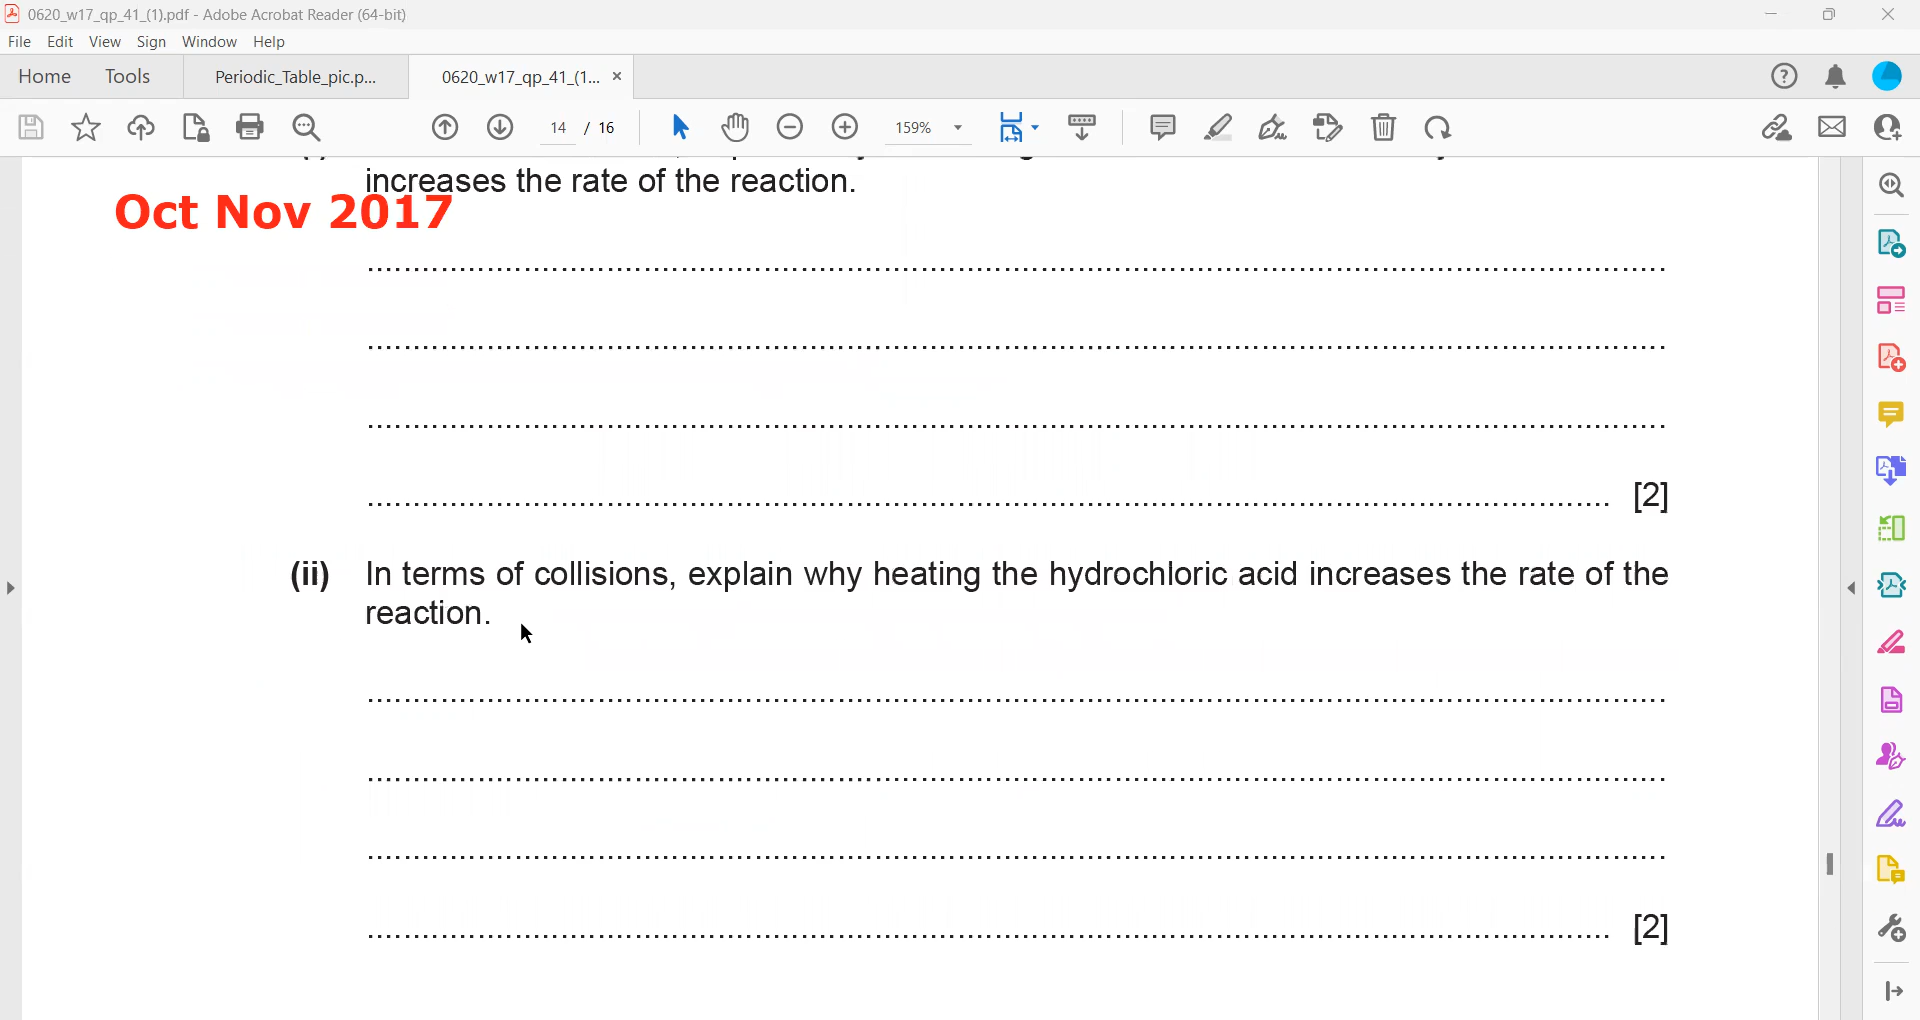 0620_w17_qp_41_(1).pdf - Adobe Acrobat Reader (64-bit)
File Edit View Sign Window Help
Home Tools Periodic_Table_pic.p... 0620_w17_qp_41_(1... ×
14 / 16 159%
increases the rate of the reaction.
Oct Nov 2017
[2]
(ii) In terms of collisions, explain why heating the hydrochloric acid increases the rate of the
reaction.
[2]